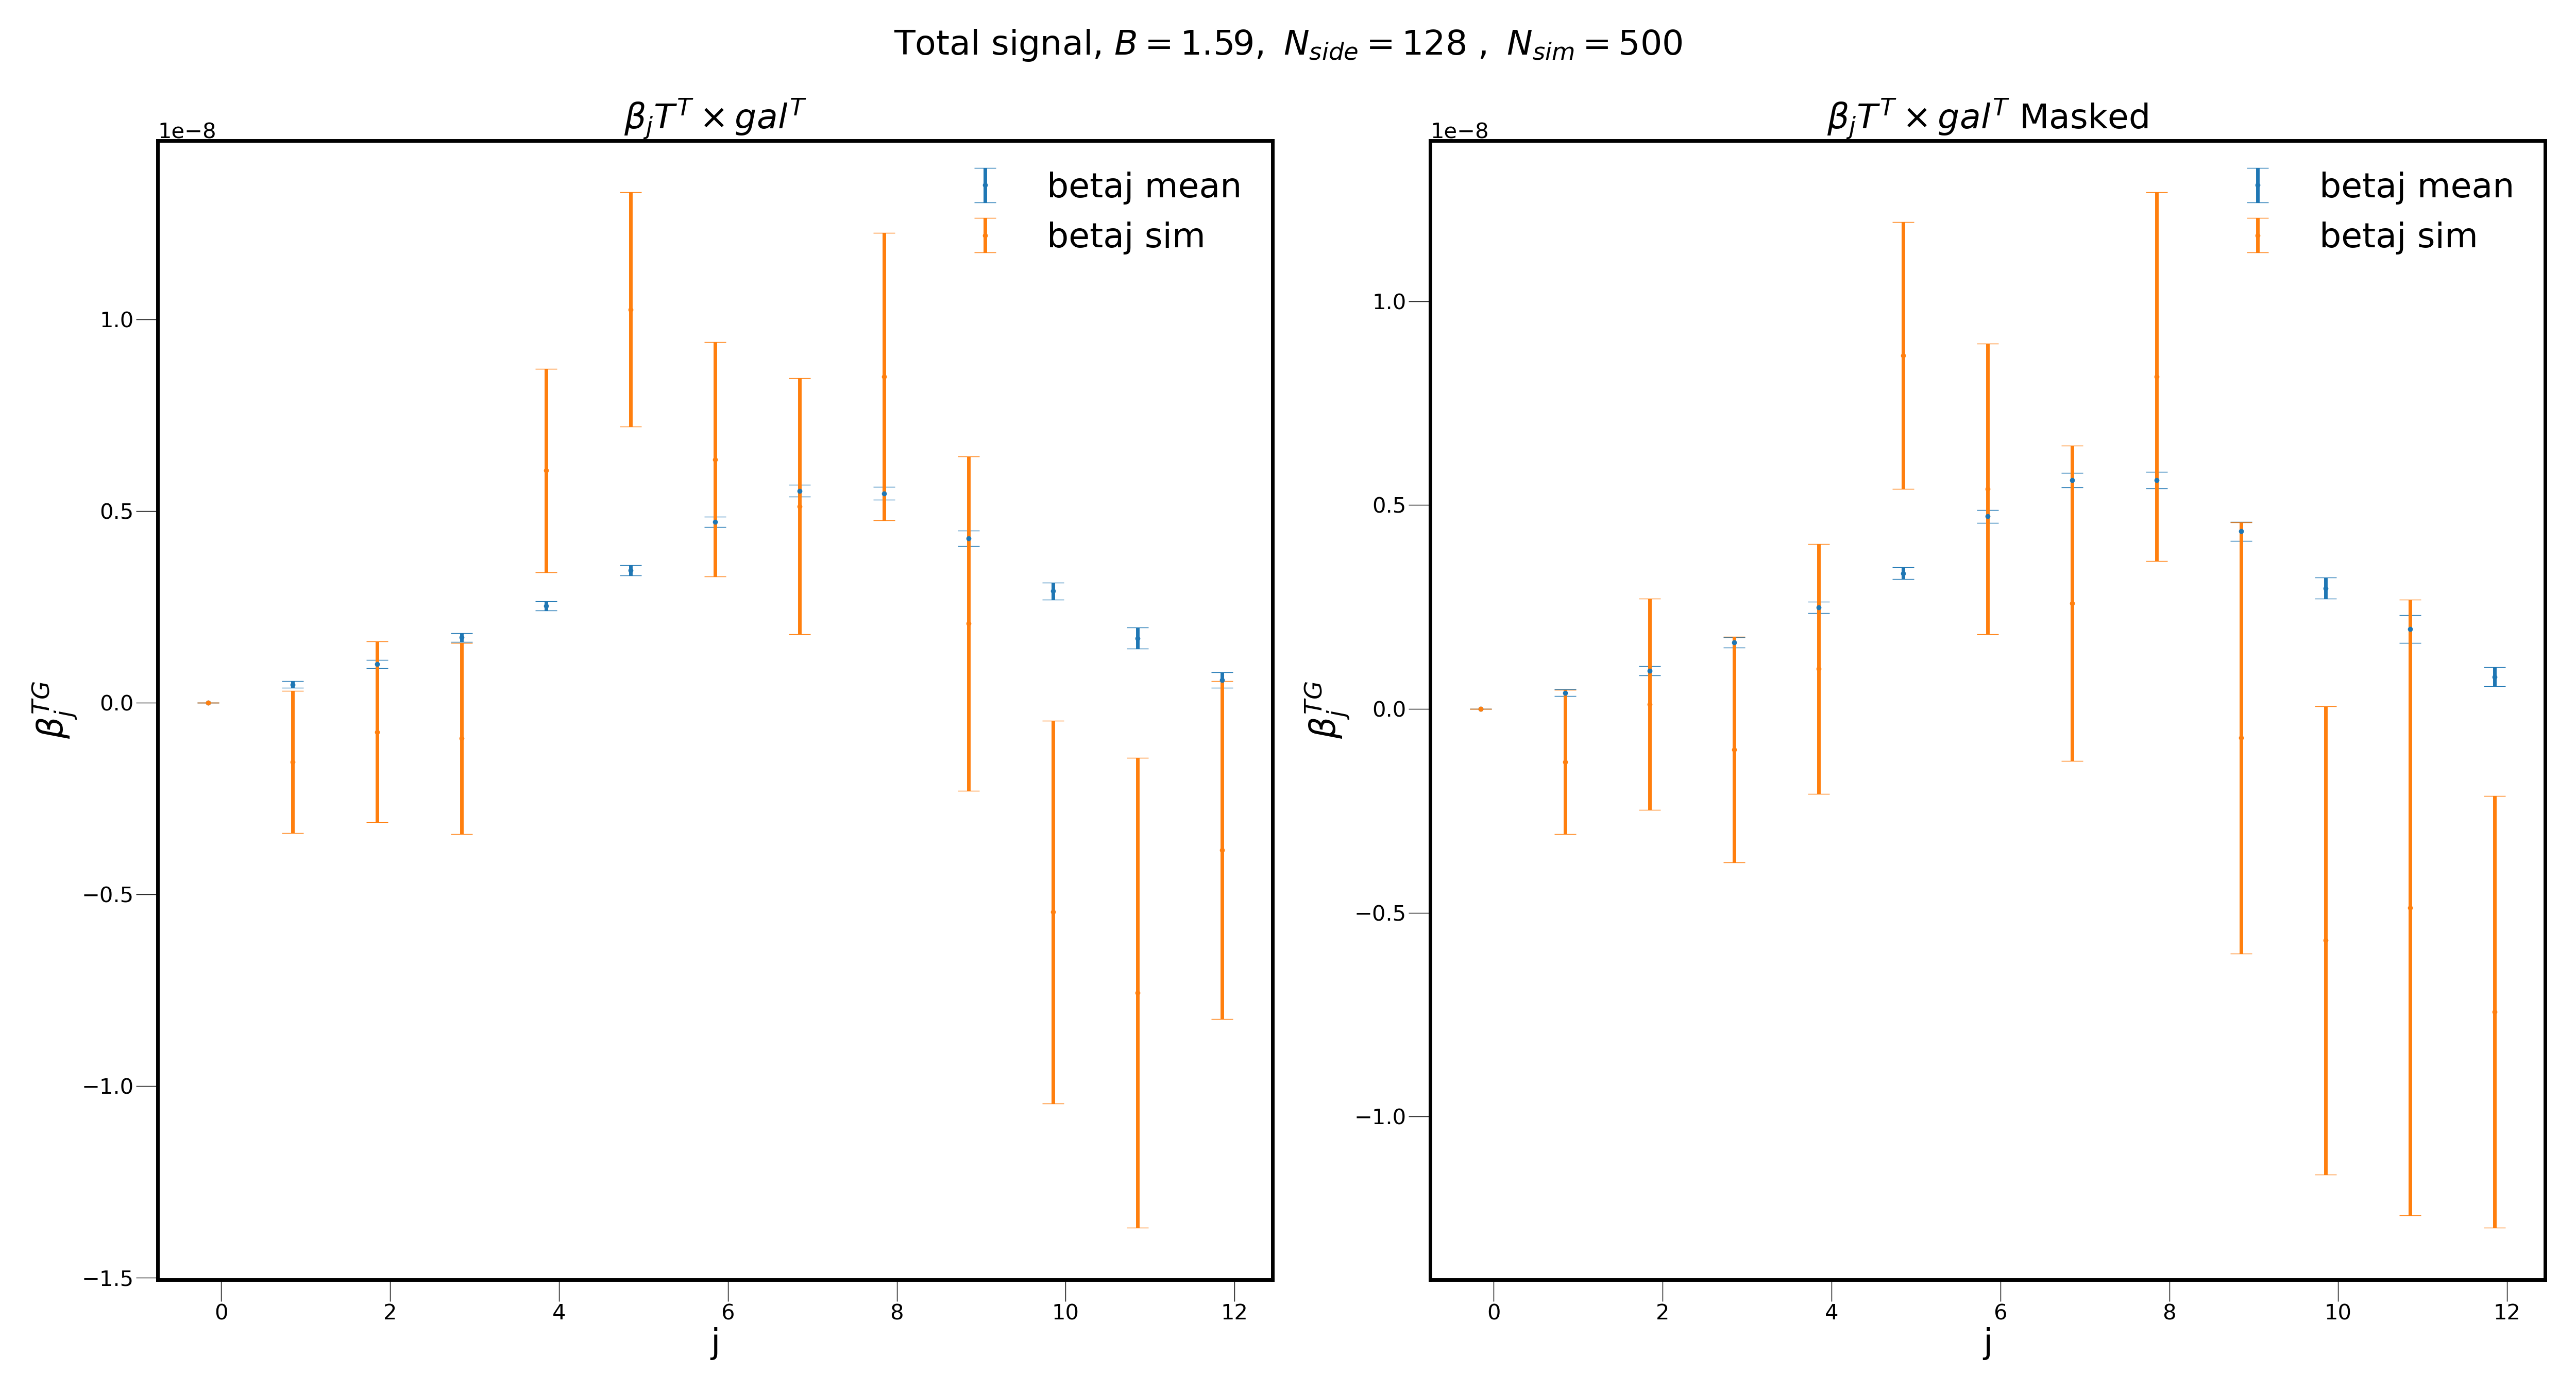 Total signal, B = 1.59, N_side = 128 , N_sim = 500
β_j T^T × gal^T
1e−8
betaj mean
betaj sim
1.0
0.5
0.0
−0.5
−1.0
−1.5
β_j^TG
0 2 4 6 8 10 12
j
β_j T^T × gal^T Masked
1e−8
betaj mean
betaj sim
1.0
0.5
0.0
−0.5
−1.0
β_j^TG
0 2 4 6 8 10 12
j